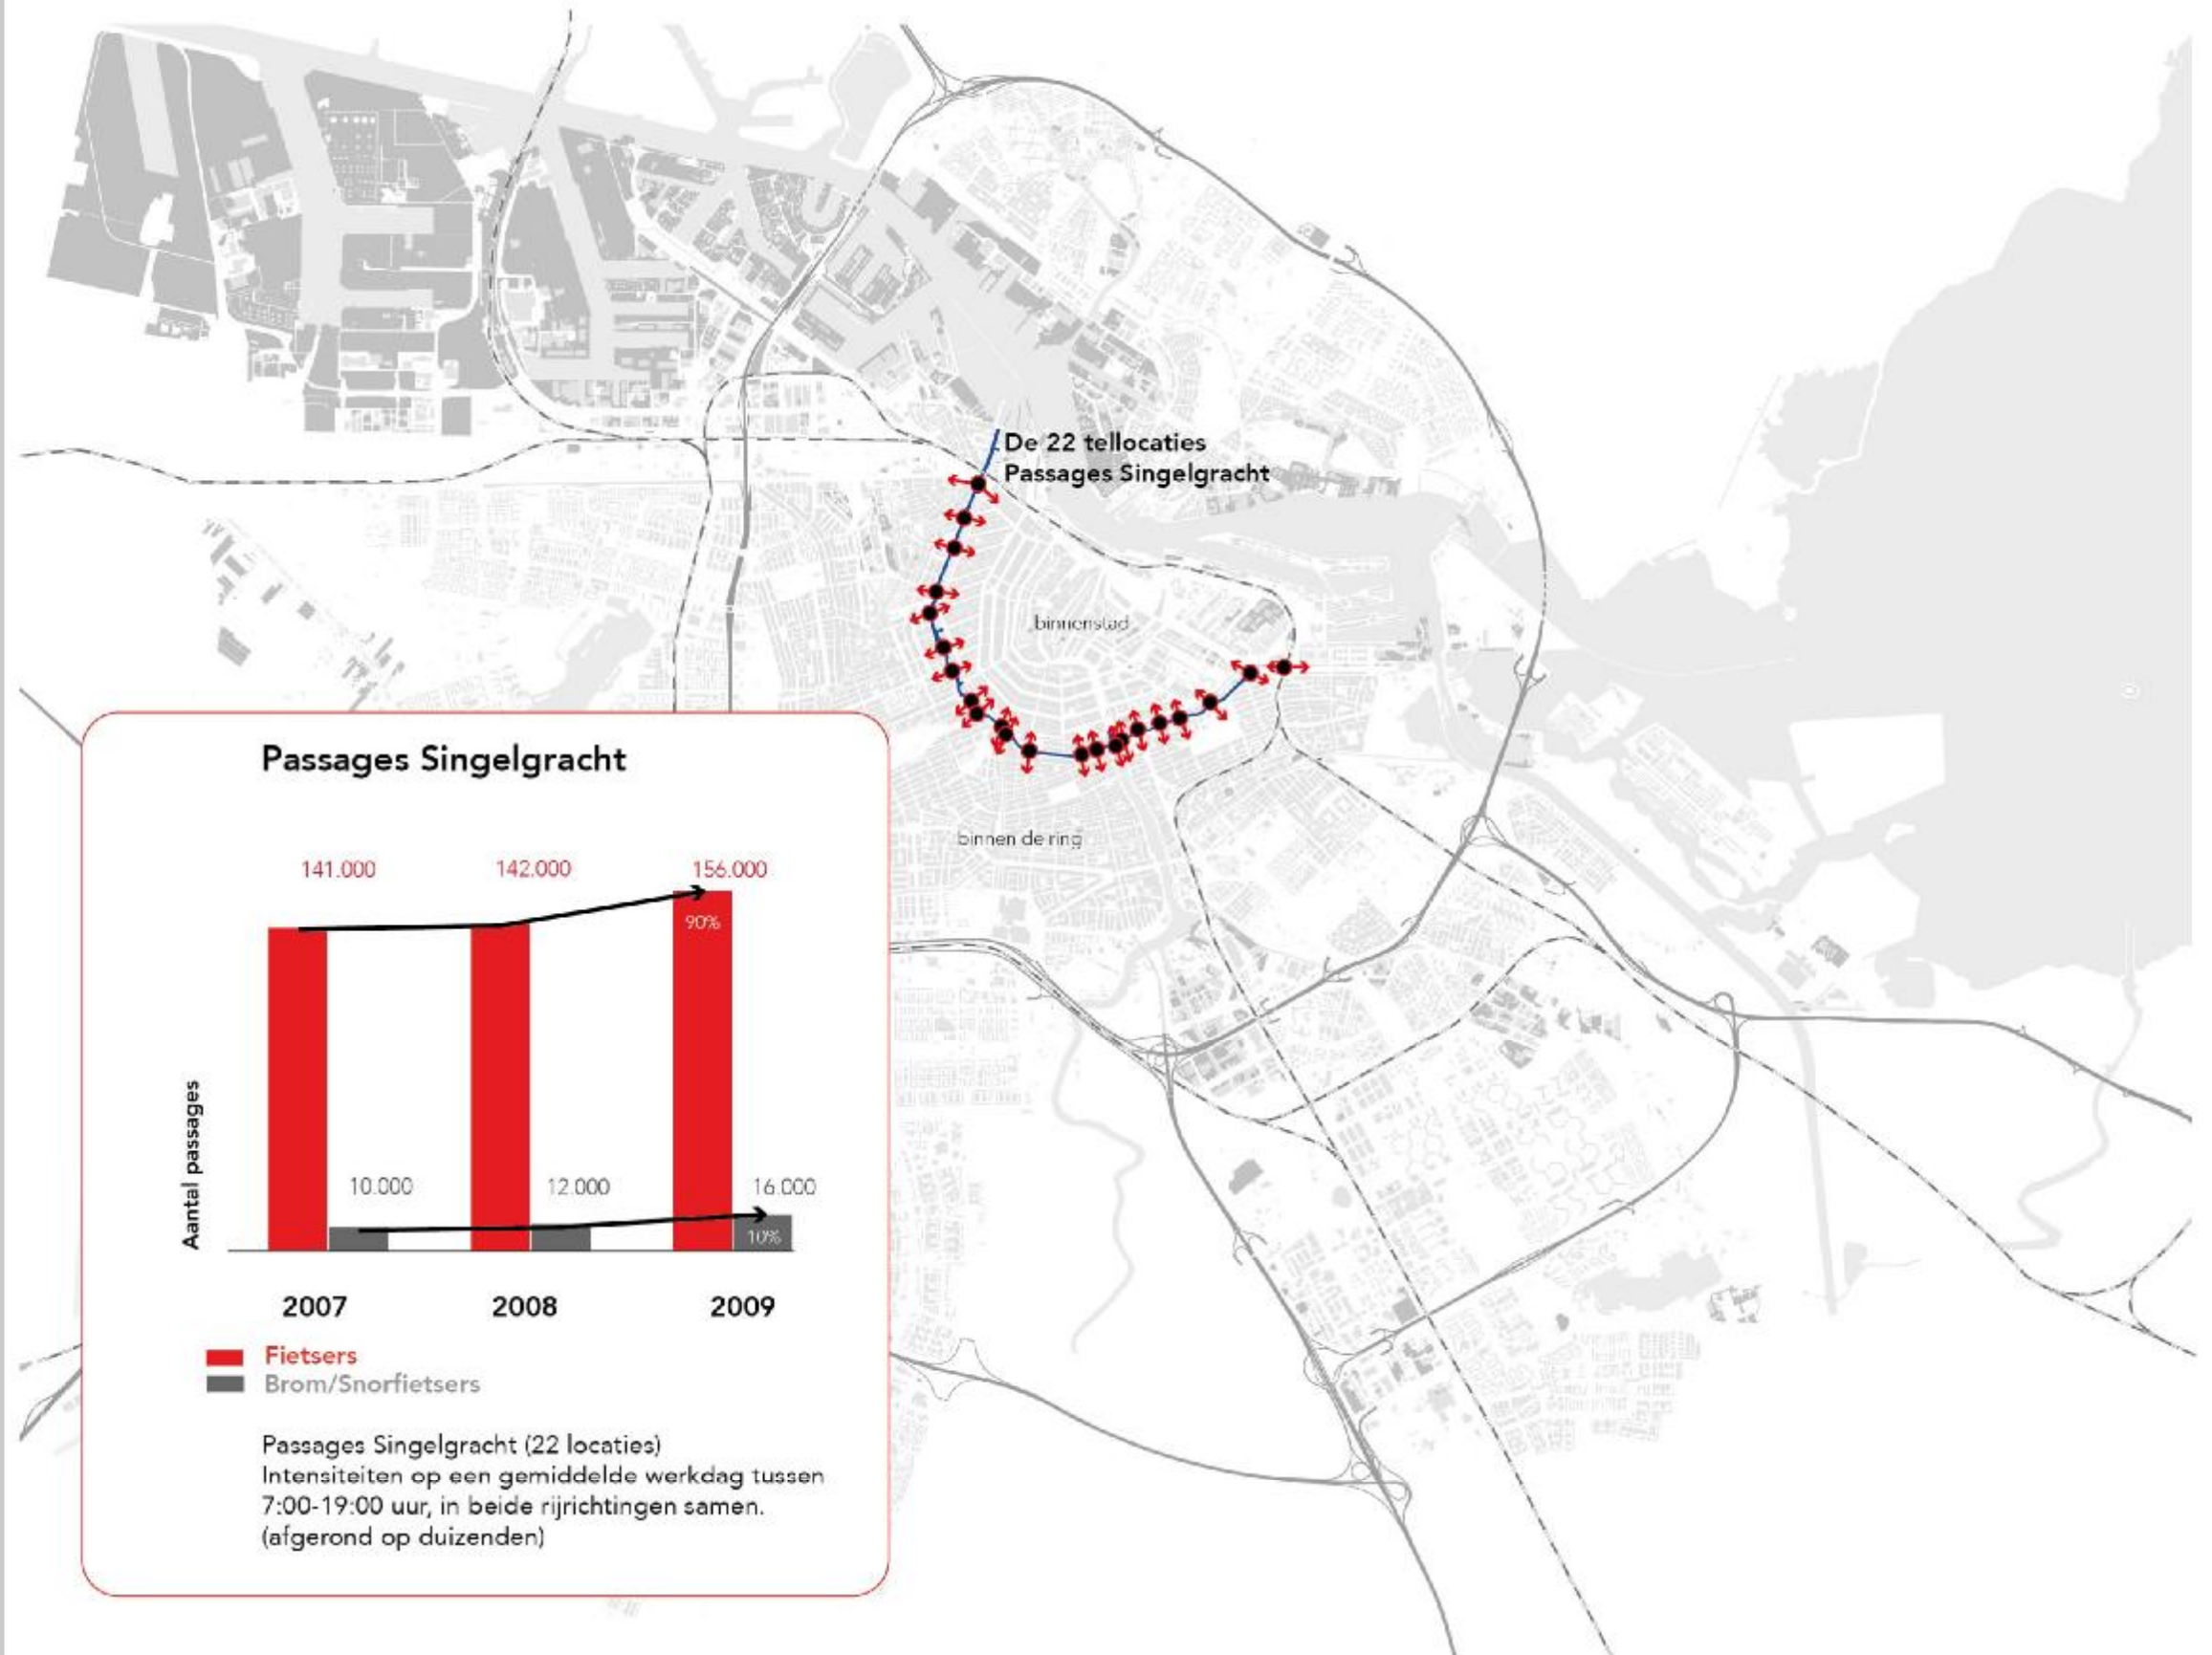 De 22 tellocaties
Passages Singelgracht
binnenstad
binnen de ring
Passages Singelgracht
141.000
142.000
156.000
90%
Aantal passages
10.000
12.000
16.000
10%
2007
2008
2009
Fietsers
Brom/Snorfietsers
Passages Singelgracht (22 locaties)
Intensiteiten op een gemiddelde werkdag tussen
7:00-19:00 uur, in beide rijrichtingen samen.
(afgerond op duizenden)